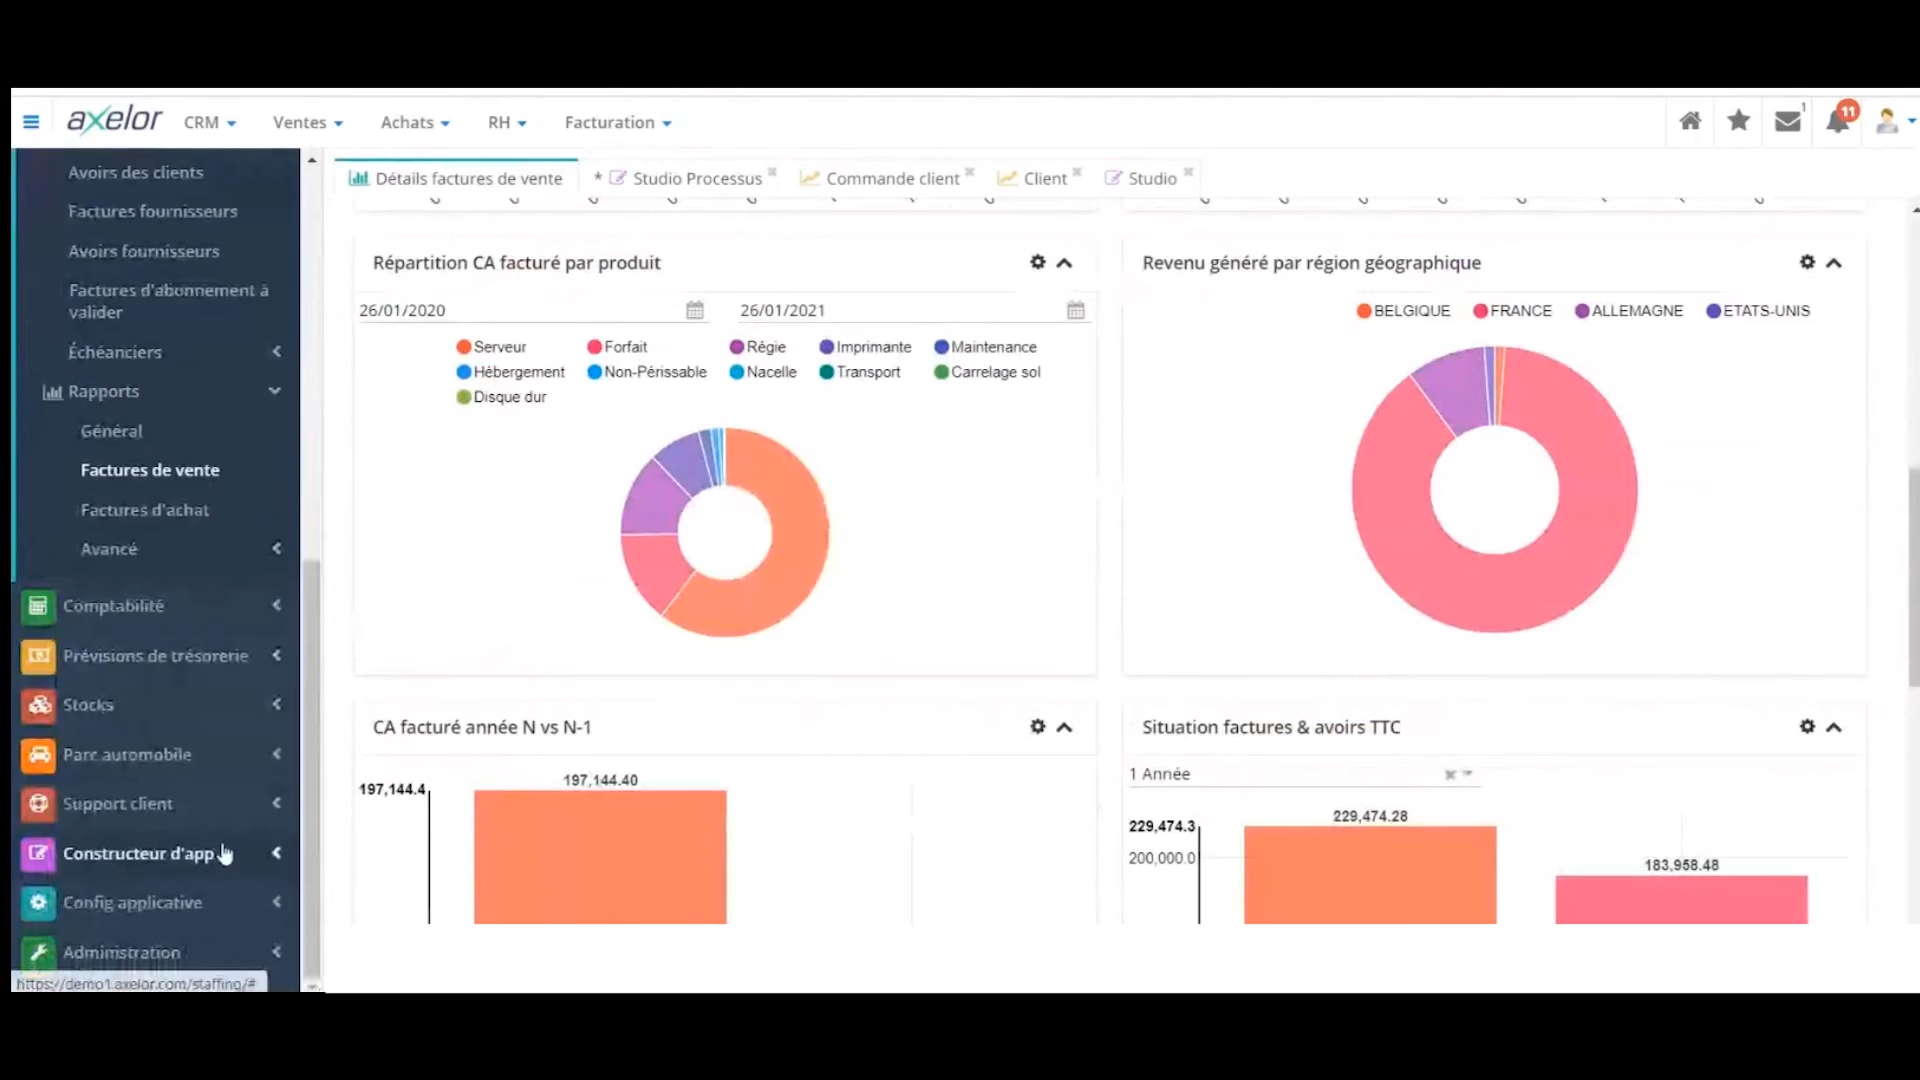 axelor
CRM
Ventes
Achats
RH
Facturation
1
11
Avoirs des clients
Factures fournisseurs
Avoirs fournisseurs
Factures d'abonnement à
valider
Échéanciers
Rapports
Général
Factures de vente
Factures d'achat
Avancé
Comptabilité
Prévisions de trésorerie
Stocks
Parc automobile
Support client
Constructeur d'app
Config applicative
Administration
https://demo1.axelor.com/staffing/#
Détails factures de vente
* Studio Processus
Commande client
Client
Studio
Répartition CA facturé par produit
26/01/2020
26/01/2021
Serveur Forfait Régie Imprimante Maintenance
Hébergement Non-Périssable Nacelle Transport Carrelage sol
Disque dur
Revenu généré par région géographique
BELGIQUE FRANCE ALLEMAGNE ETATS-UNIS
CA facturé année N vs N-1
197,144.40
197,144.4
Situation factures & avoirs TTC
1 Année
229,474.28
229,474.3
200,000.0
183,958.48